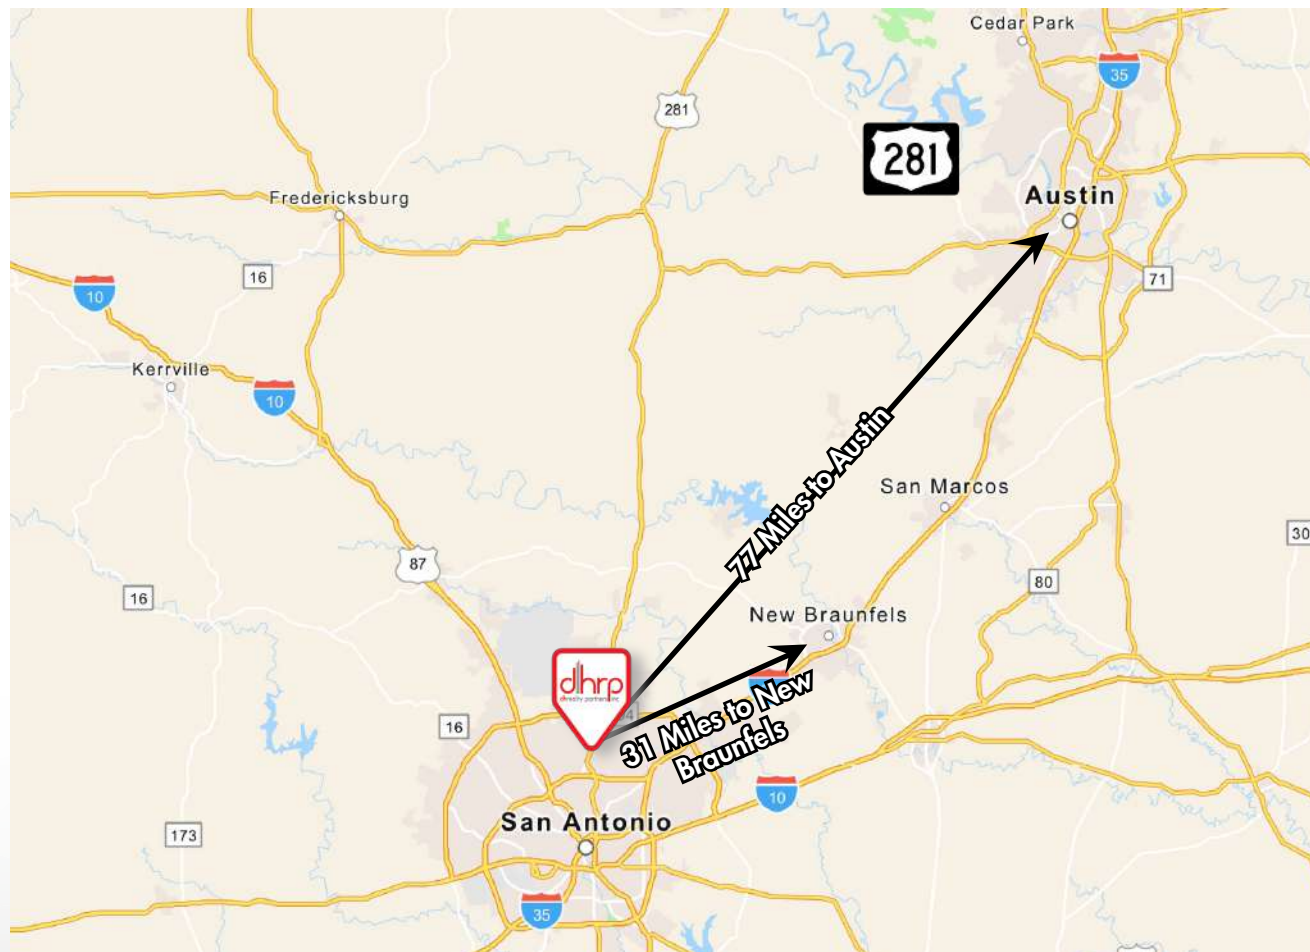 Cedar Park
35
281
281
Austin
Fredericksburg
16
10
71
Kerrville
10
77 Miles to Austin
San Marcos
87
30
80
16
New Braunfels
dhrp
31 Miles to New
Braunfels
16
10
San Antonio
173
35